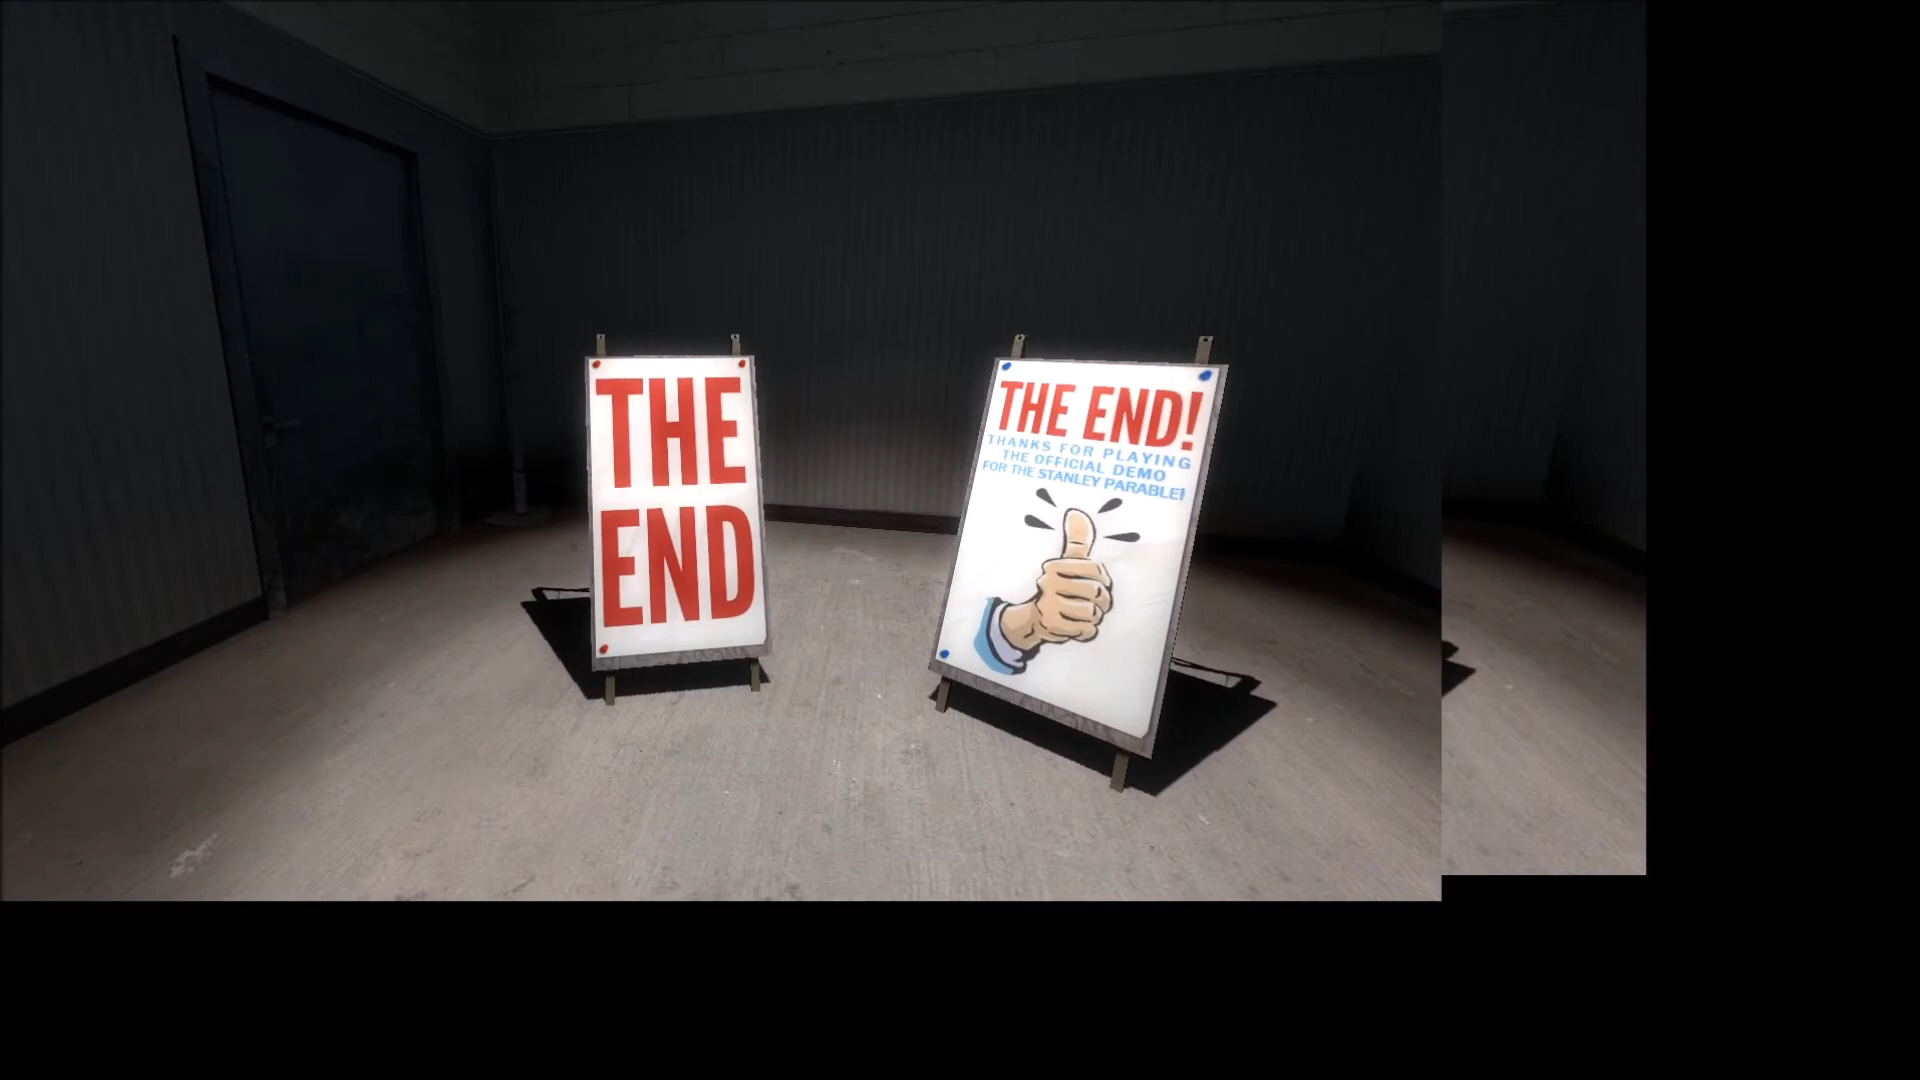 THE
END
THE END!
THANKS FOR PLAYING
THE OFFICIAL DEMO
FOR THE STANLEY PARABLE!